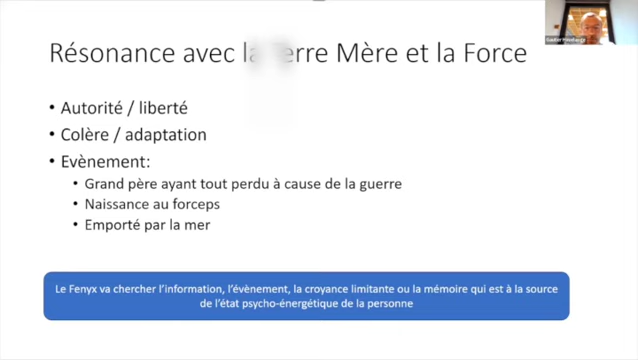 Résonance avec la Terre Mère et la Force
• Autorité / liberté
• Colère / adaptation
• Evènement:
• Grand père ayant tout perdu à cause de la guerre
• Naissance au forceps
• Emporté par la mer
Le Fenyx va chercher l'information, l'évènement, la croyance limitante ou la mémoire qui est à la source
de l'état psycho-énergétique de la personne